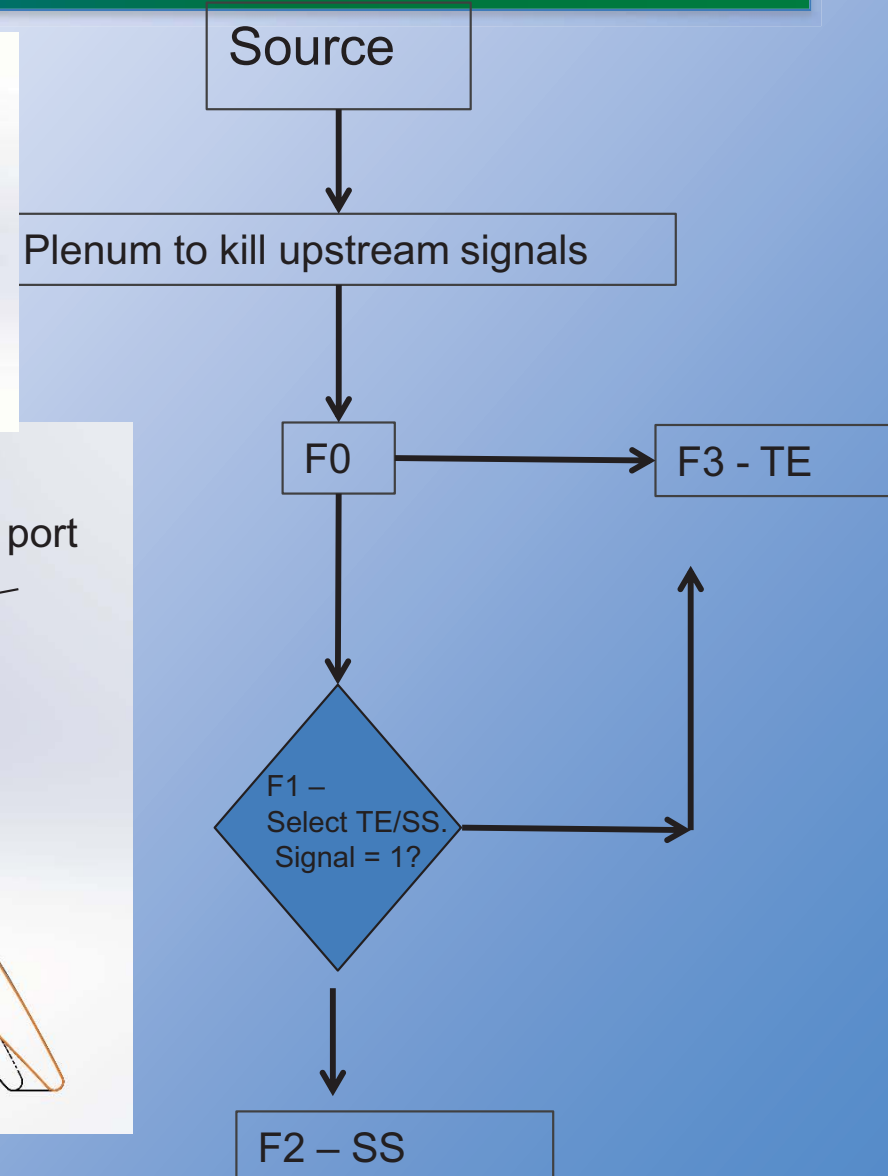 Source
Plenum to kill upstream signals
F0
F3 - TE
port
F1 –
Select TE/SS.
Signal = 1?
F2 – SS